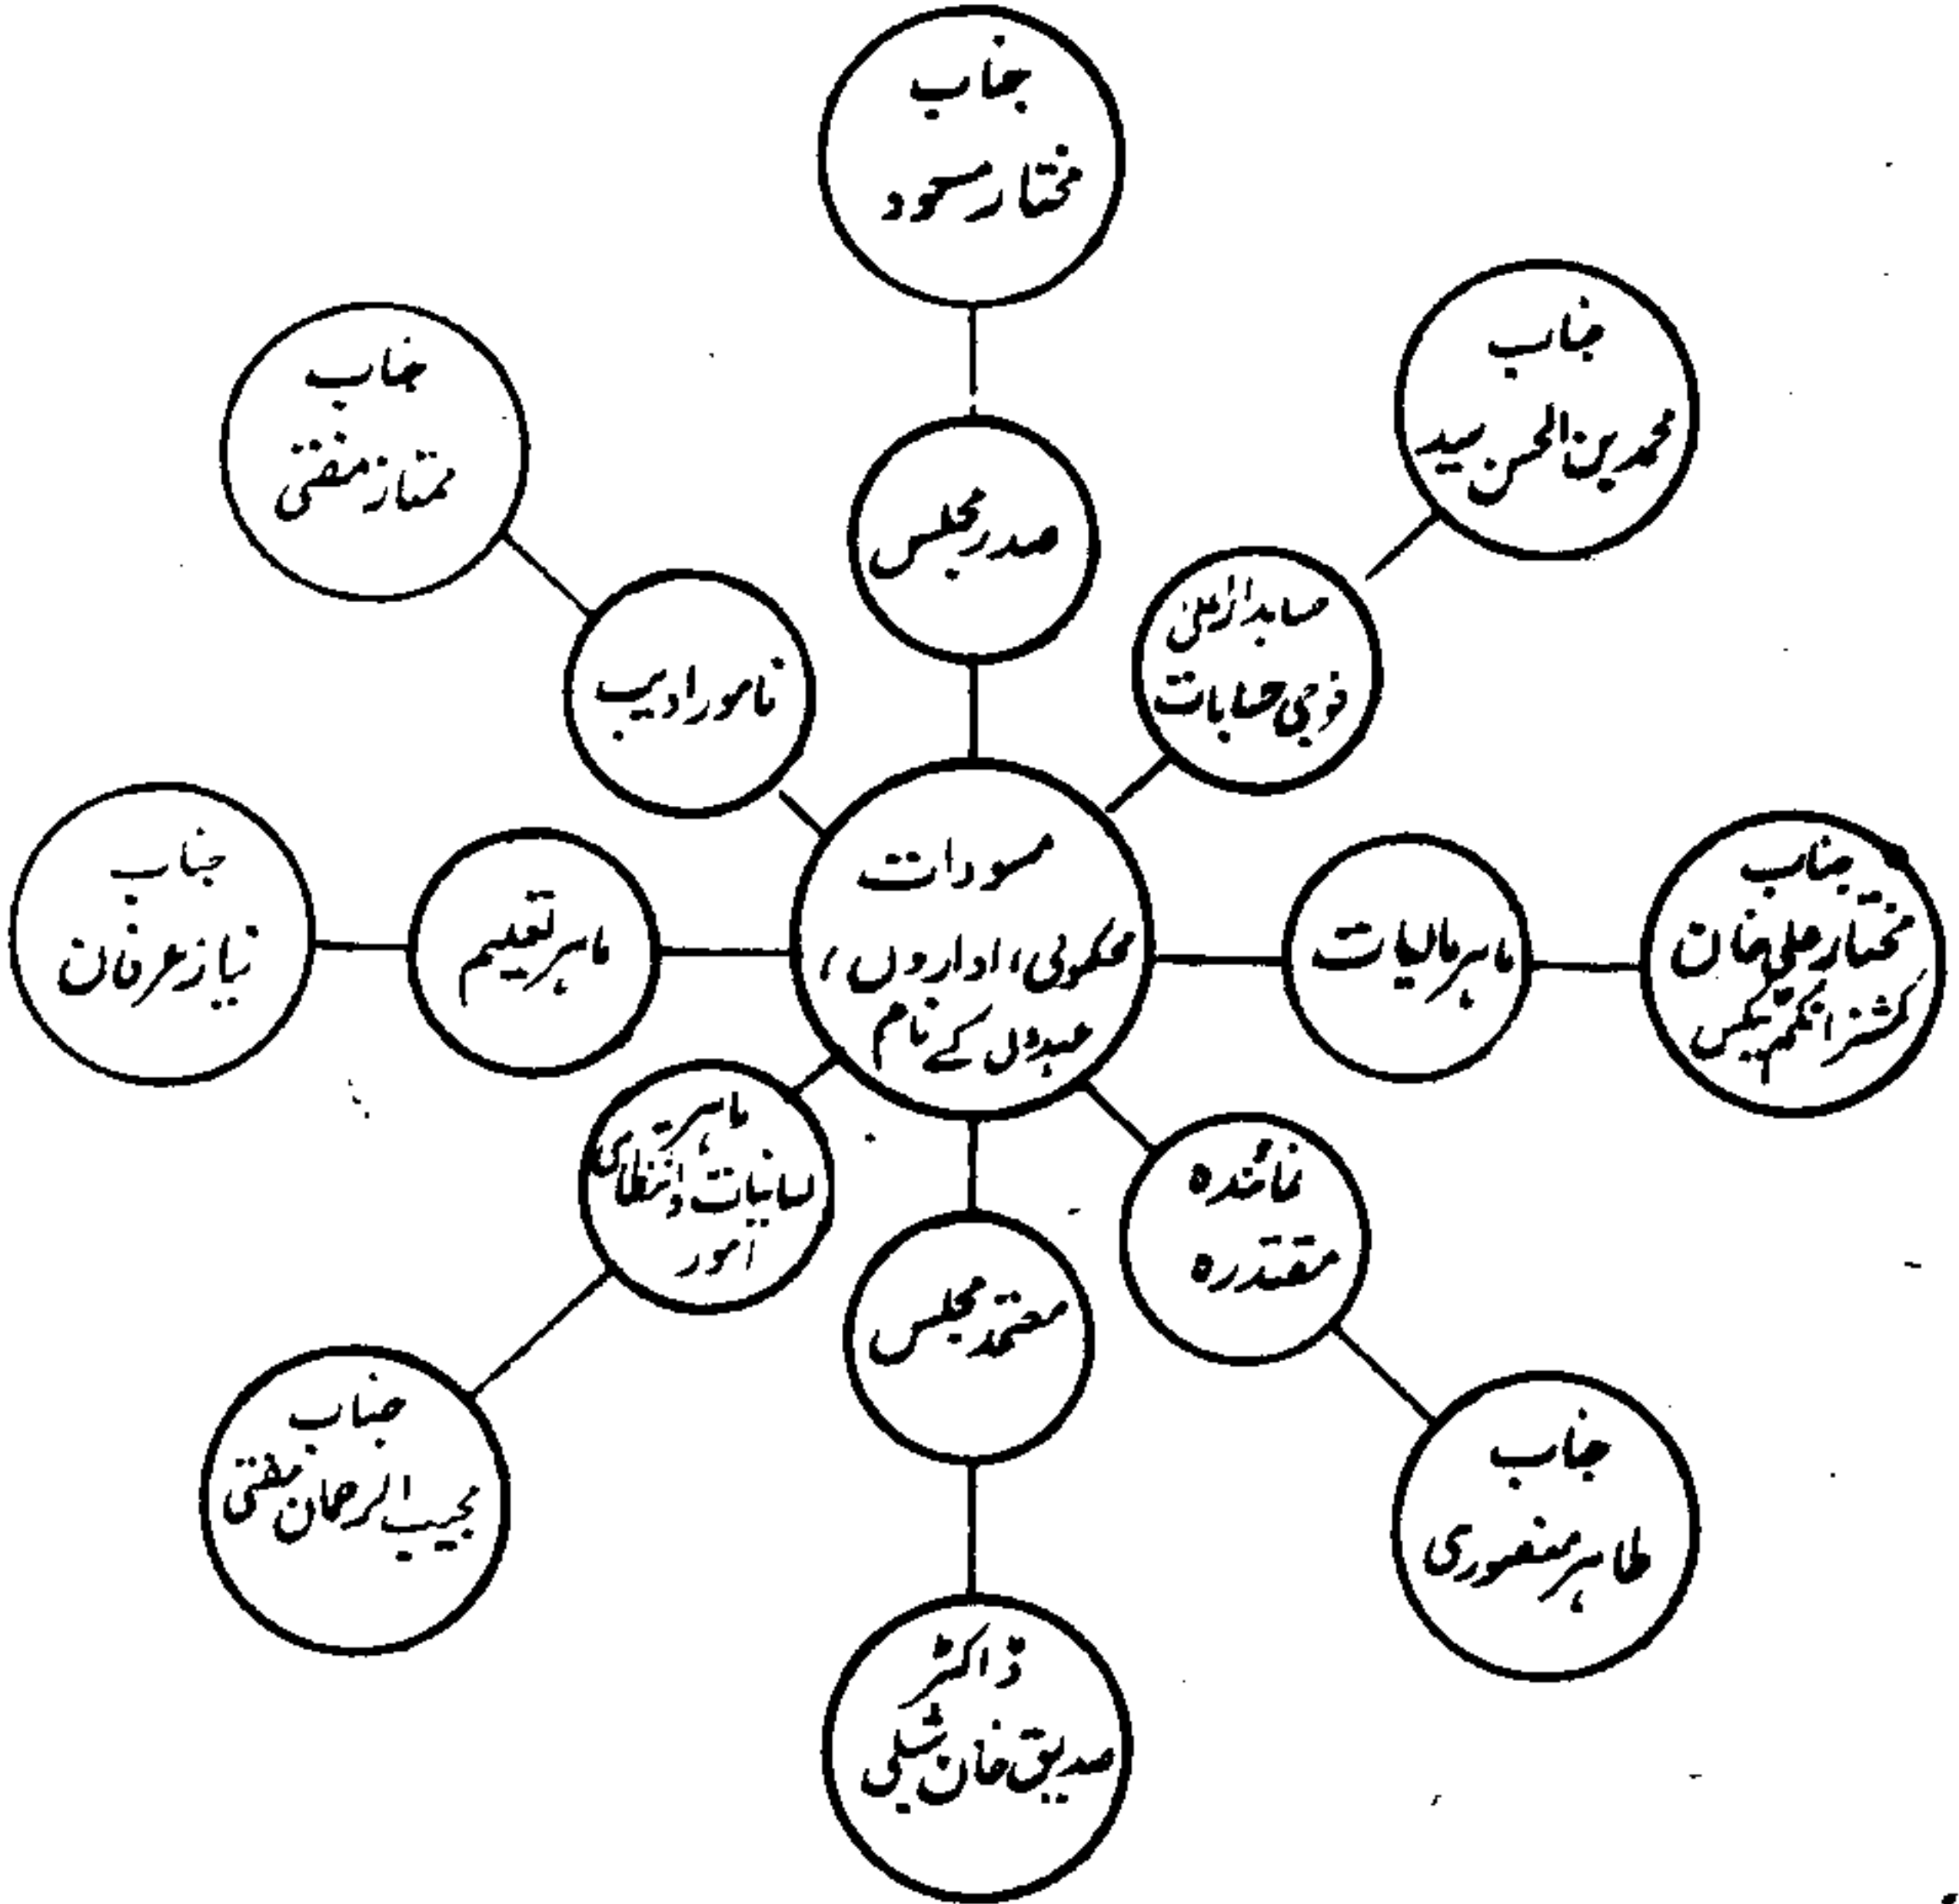 جناب
مختار مسعود
صدر مجلس
جناب
محمد بن الحسن سید
حسابدار اعلیٰ
فوجی حسابات
جناب
مختار علی خان
کمشنر انکم ٹیکس
ماہر مالیات
نمائندہ
مقتدرہ
جناب
طاہر منصوری
معتمد مجلس
ڈاکٹر
صدیق خان شبلی
ماہر
لسانیات و انتظامی
امور
جناب
مجیب الرحمان مفتی
ماہر تعلیم
جناب
نیاز عرفان
نامور ادیب
جناب
ممتاز مفتی
مسودات
محکموں، اداروں،
عہدوں کے نام